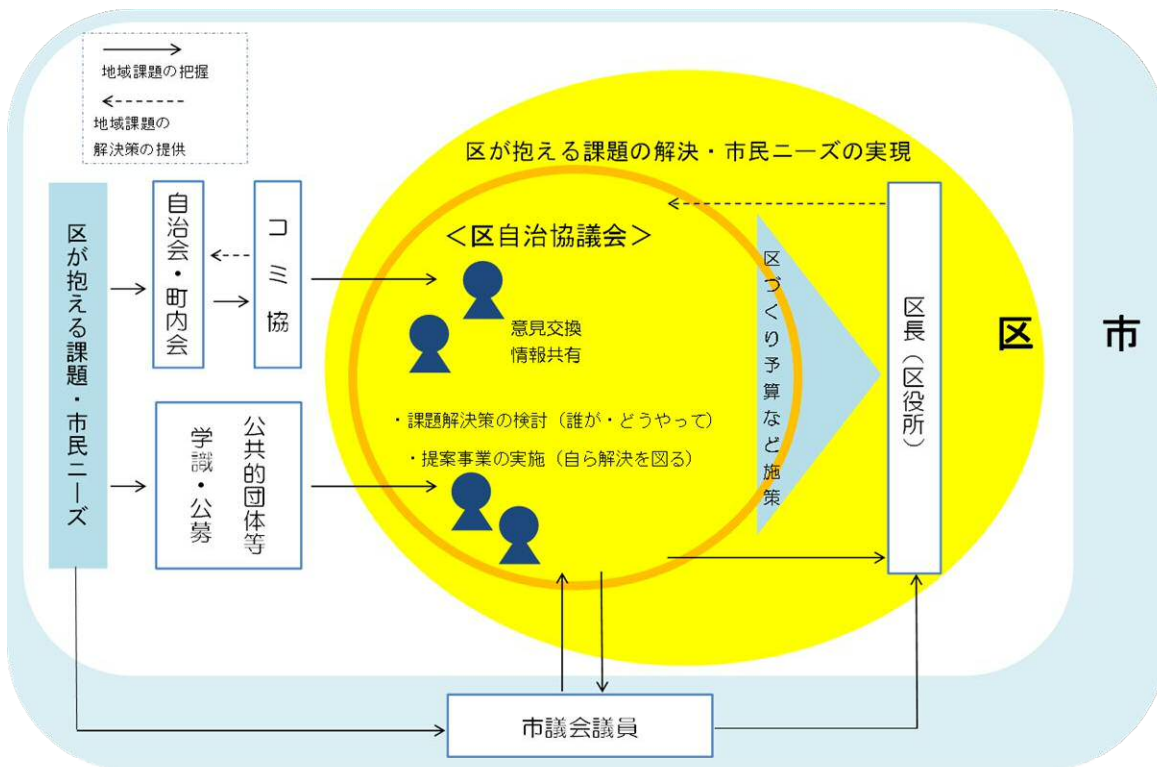 地域課題の把握
地域課題の
解決策の提供
区が抱える課題の解決・市民ニーズの実現
区が抱える課題・市民ニーズ
自治会・町内会
コミ協
＜区自治協議会＞
意見交換
情報共有
・課題解決策の検討（誰が・どうやって）
・提案事業の実施（自ら解決を図る）
区づくり予算など施策
区長（区役所）
区
市
公共的団体等
学識・公募
市議会議員